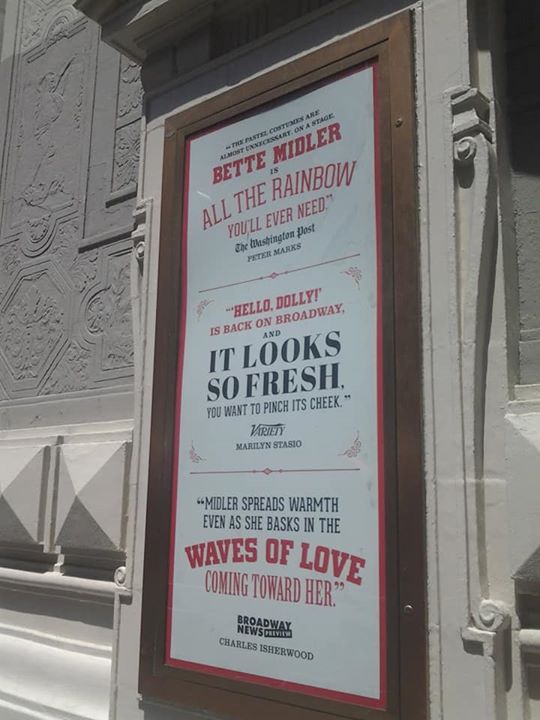 "THE PASTEL COSTUMES ARE
ALMOST UNNECESSARY. ON A STAGE,
BETTE MIDLER
IS
ALL THE RAINBOW
YOU'LL EVER NEED."
The Washington Post
PETER MARKS
"'HELLO, DOLLY!'
IS BACK ON BROADWAY,
AND
IT LOOKS
SO FRESH,
YOU WANT TO PINCH ITS CHEEK."
VARIETY
MARILYN STASIO
"MIDLER SPREADS WARMTH
EVEN AS SHE BASKS IN THE
WAVES OF LOVE
COMING TOWARD HER."
BROADWAY
NEWS PREVIEW
CHARLES ISHERWOOD